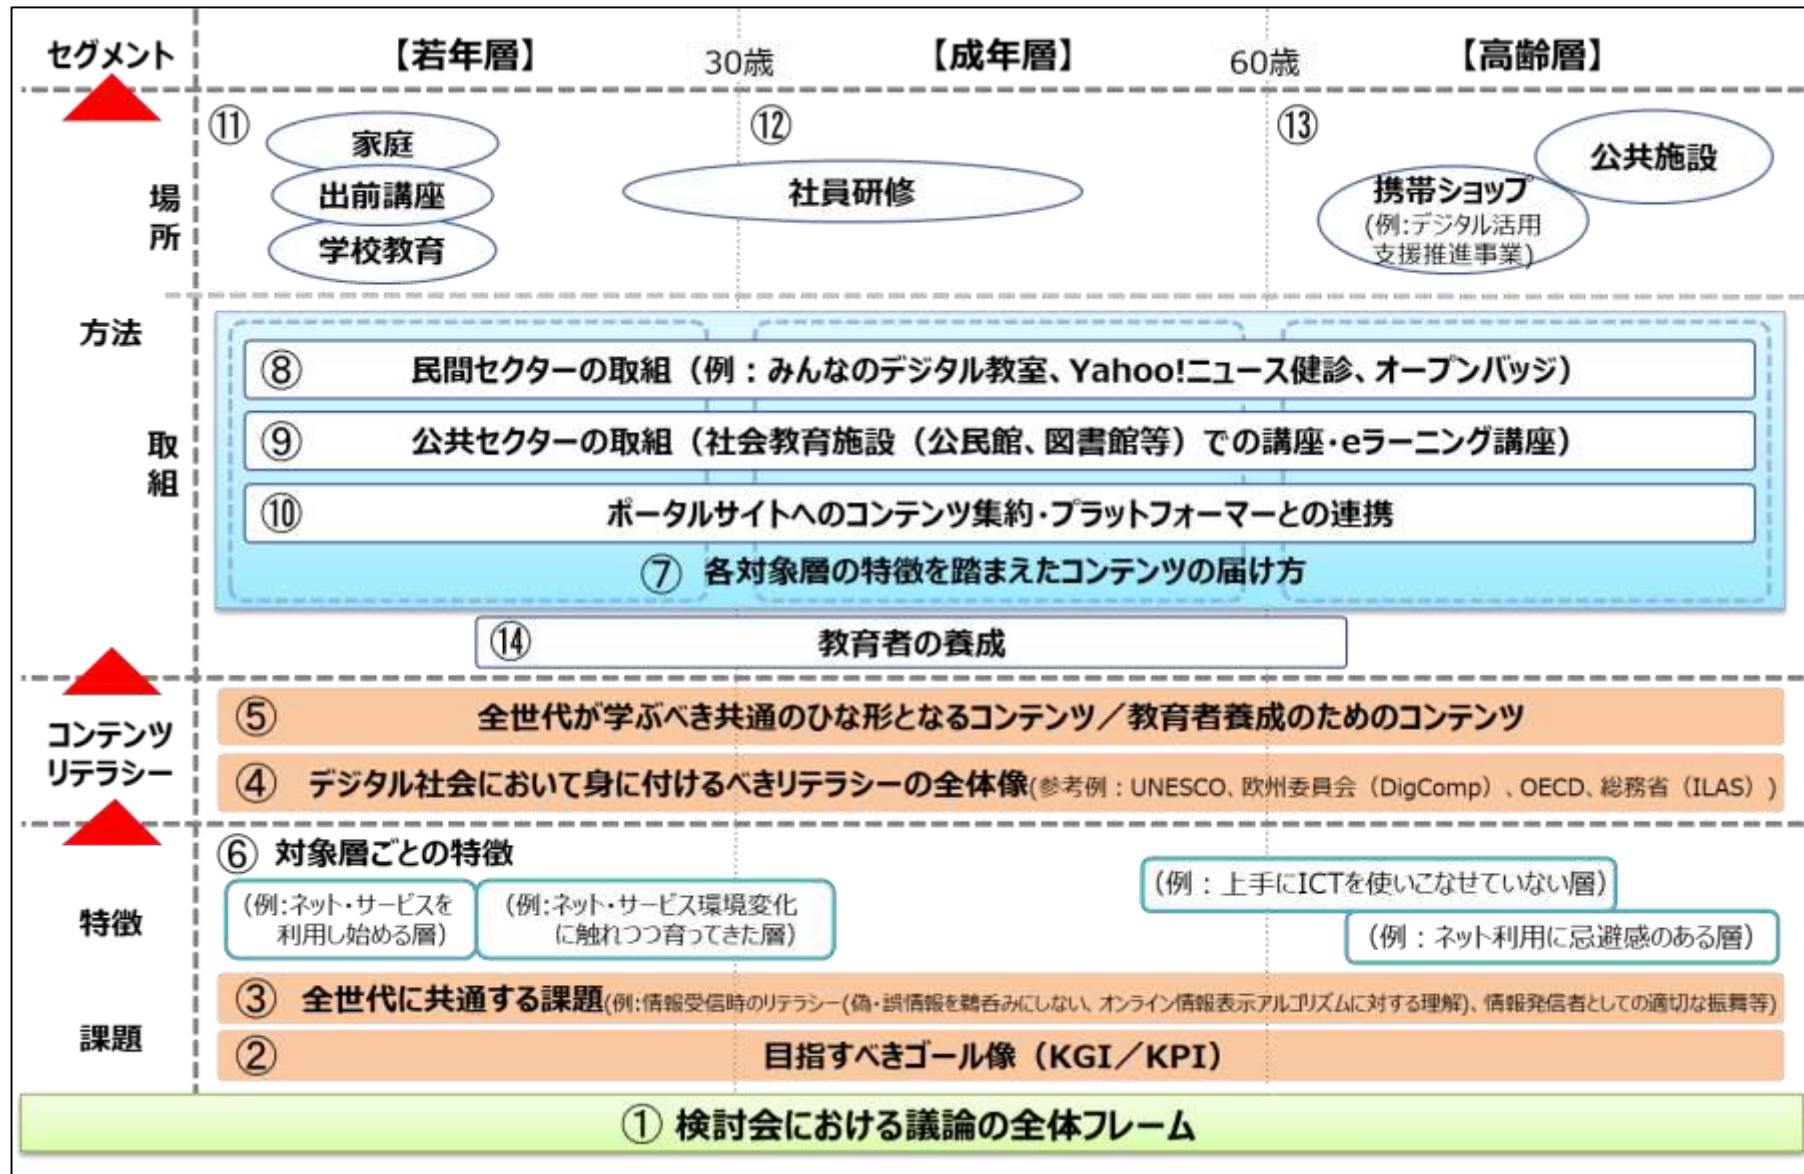 セグメント
【若年層】
30歳
【成年層】
60歳
【高齢層】
場所
⑪
家庭
出前講座
学校教育
⑫
社員研修
⑬
公共施設
携帯ショップ
(例:デジタル活用
支援推進事業)
方法
取組
⑧ 民間セクターの取組（例：みんなのデジタル教室、Yahoo!ニュース健診、オープンバッジ）
⑨ 公共セクターの取組（社会教育施設（公民館、図書館等）での講座・eラーニング講座）
⑩ ポータルサイトへのコンテンツ集約・プラットフォーマーとの連携
⑦ 各対象層の特徴を踏まえたコンテンツの届け方
⑭ 教育者の養成
コンテンツ
リテラシー
⑤ 全世代が学ぶべき共通のひな形となるコンテンツ／教育者養成のためのコンテンツ
④ デジタル社会において身に付けるべきリテラシーの全体像(参考例：UNESCO、欧州委員会（DigComp）、OECD、総務省（ILAS）)
特徴
⑥ 対象層ごとの特徴
(例:ネット・サービスを
利用し始める層)
(例:ネット・サービス環境変化
に触れつつ育ってきた層)
(例：上手にICTを使いこなせていない層)
(例：ネット利用に忌避感のある層)
課題
③ 全世代に共通する課題(例:情報受信時のリテラシー(偽・誤情報を鵜呑みにしない、オンライン情報表示アルゴリズムに対する理解)、情報発信者としての適切な振舞等)
② 目指すべきゴール像（KGI／KPI）
① 検討会における議論の全体フレーム